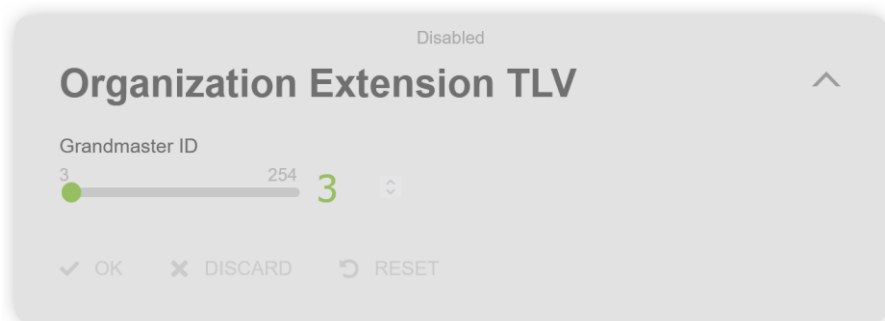 Disabled
Organization Extension TLV
Grandmaster ID
3 254 3
OK DISCARD RESET